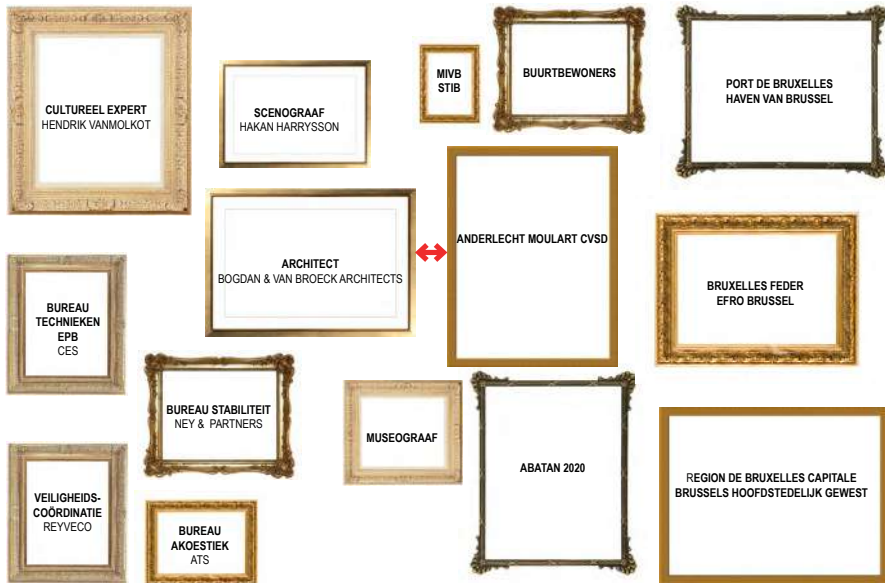 CULTUREEL EXPERT
HENDRIK VANMOLKOT
SCENOGRAAF
HAKAN HARRYSSON
MIVB
STIB
BUURTBEWONERS
PORT DE BRUXELLES
HAVEN VAN BRUSSEL
ARCHITECT
BOGDAN & VAN BROECK ARCHITECTS
ANDERLECHT MOULART CVSD
BRUXELLES FEDER
EFRO BRUSSEL
BUREAU
TECHNIEKEN
EPB
CES
BUREAU STABILITEIT
NEY & PARTNERS
MUSEOGRAAF
ABATAN 2020
REGION DE BRUXELLES CAPITALE
BRUSSELS HOOFDSTEDELIJK GEWEST
VEILIGHEIDS-
COÖRDINATIE
REYVECO
BUREAU
AKOESTIEK
ATS